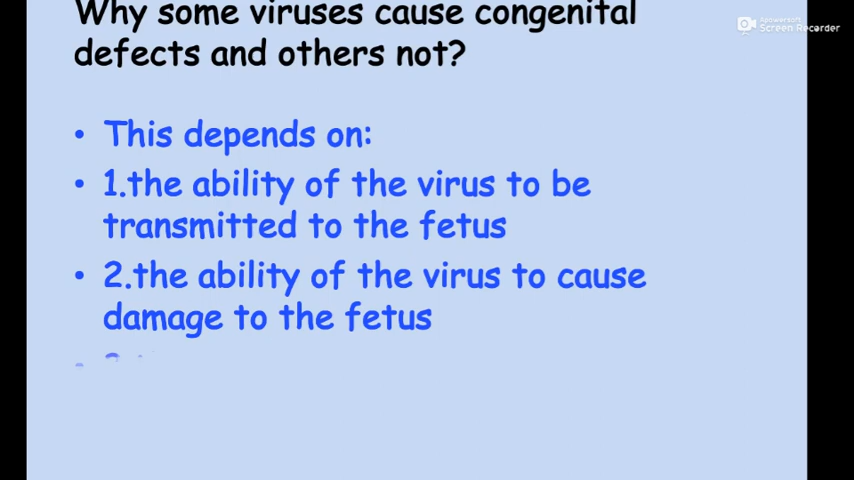 Why some viruses cause congenital
defects and others not?
Apowersoft
Screen Recorder
• This depends on:
• 1.the ability of the virus to be
transmitted to the fetus
• 2.the ability of the virus to cause
damage to the fetus